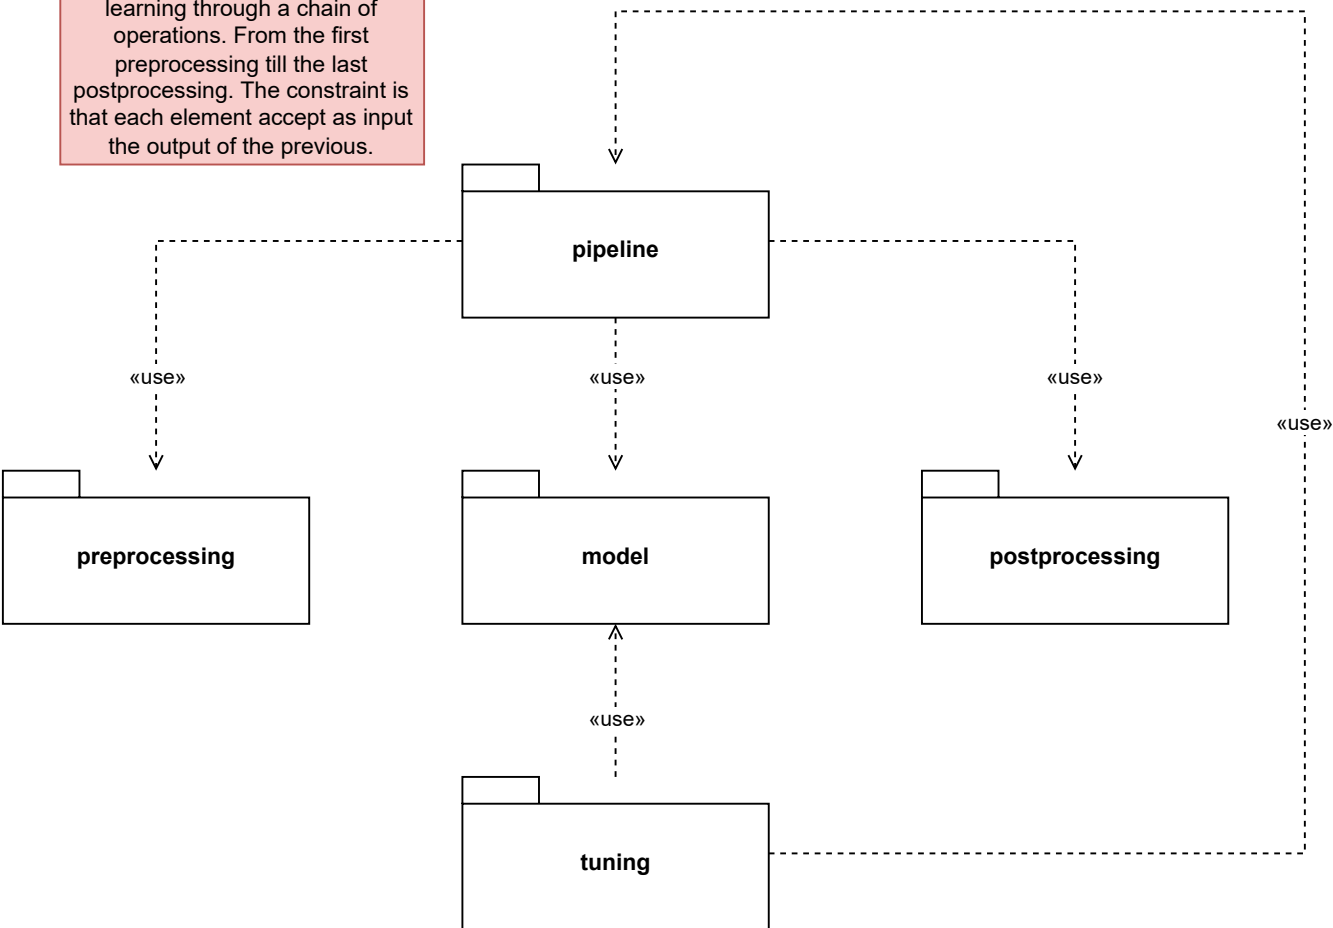 learning through a chain of
operations. From the first
preprocessing till the last
postprocessing. The constraint is
that each element accept as input
the output of the previous.
pipeline
«use»
«use»
«use»
«use»
preprocessing
model
postprocessing
«use»
tuning